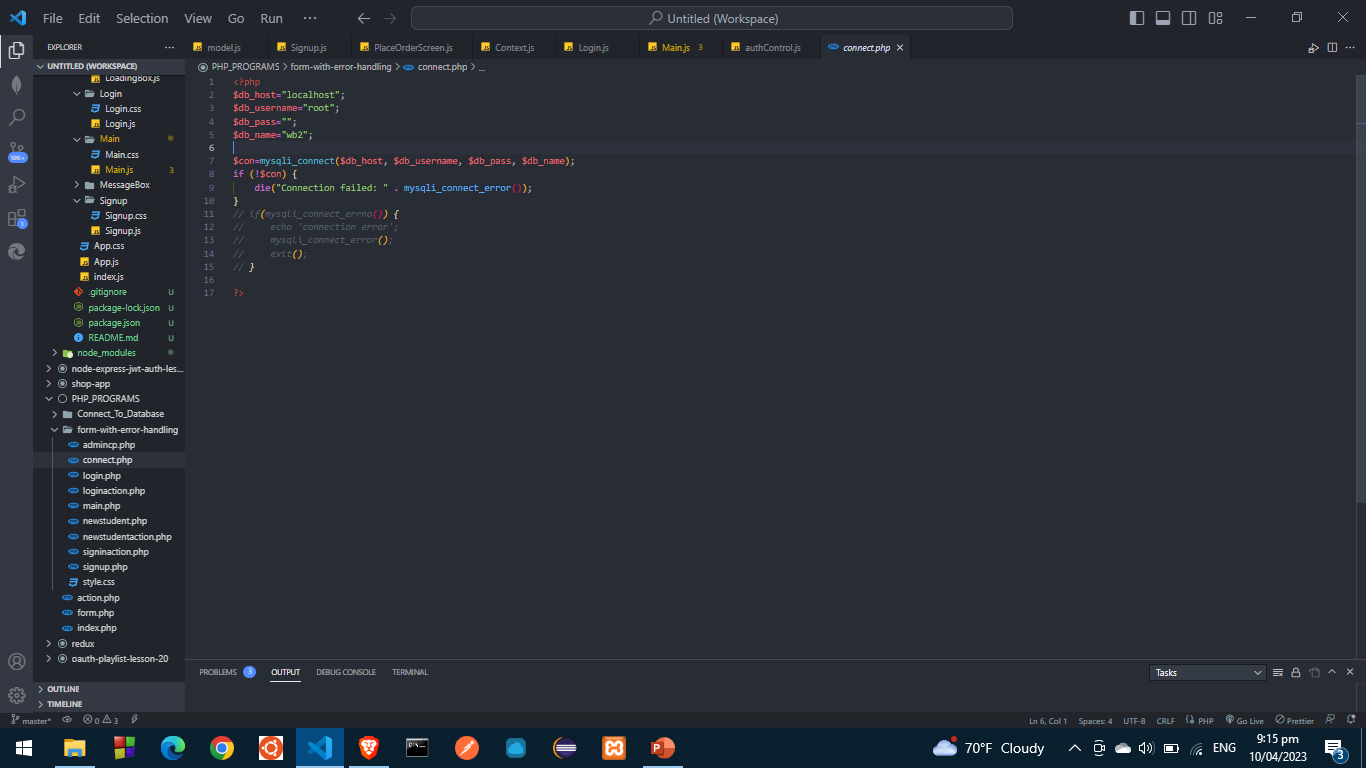 File Edit Selection View Go Run ··· Untitled (Workspace)
EXPLORER ···
UNTITLED (WORKSPACE)
LoadingBox.js
Login
Login.css
Login.js
Main
Main.css
Main.js 3
MessageBox
Signup
Signup.css
Signup.js
App.css
App.js
index.js
.gitignore U
package-lock.json U
package.json U
README.md U
node_modules
node-express-jwt-auth-les...
shop-app
PHP_PROGRAMS
Connect_To_Database
form-with-error-handling
admincp.php
connect.php
login.php
loginaction.php
main.php
newstudent.php
newstudentaction.php
signinaction.php
signup.php
style.css
action.php
form.php
index.php
redux
oauth-playlist-lesson-20
OUTLINE
TIMELINE
10K+
1
model.js Signup.js PlaceOrderScreen.js Context.js Login.js Main.js 3 authControl.js connect.php
PHP_PROGRAMS > form-with-error-handling > connect.php > ...
1 <?php
2 $db_host="localhost";
3 $db_username="root";
4 $db_pass="";
5 $db_name="wb2";
6
7 $con=mysqli_connect($db_host, $db_username, $db_pass, $db_name);
8 if (!$con) {
9 die("Connection failed: " . mysqli_connect_error());
10 }
11 // if(mysqli_connect_errno()) {
12 // echo 'connection error';
13 // mysqli_connect_error();
14 // exit();
15 // }
16
17 ?>
PROBLEMS 3 OUTPUT DEBUG CONSOLE TERMINAL Tasks
master* 0 3 Ln 6, Col 1 Spaces: 4 UTF-8 CRLF PHP Go Live Prettier
70°F Cloudy ENG 9:15 pm
10/04/2023 3